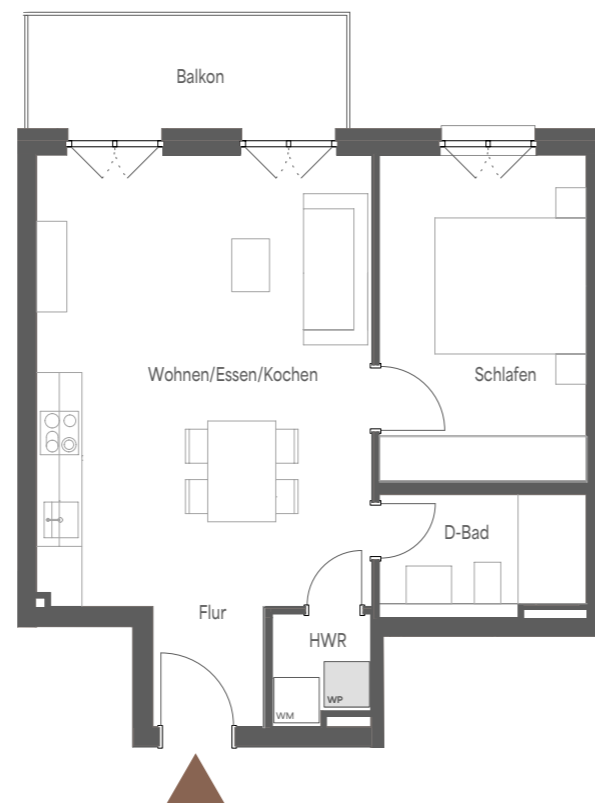 Balkon
Wohnen/Essen/Kochen
Schlafen
D-Bad
Flur
HWR
WP
WM